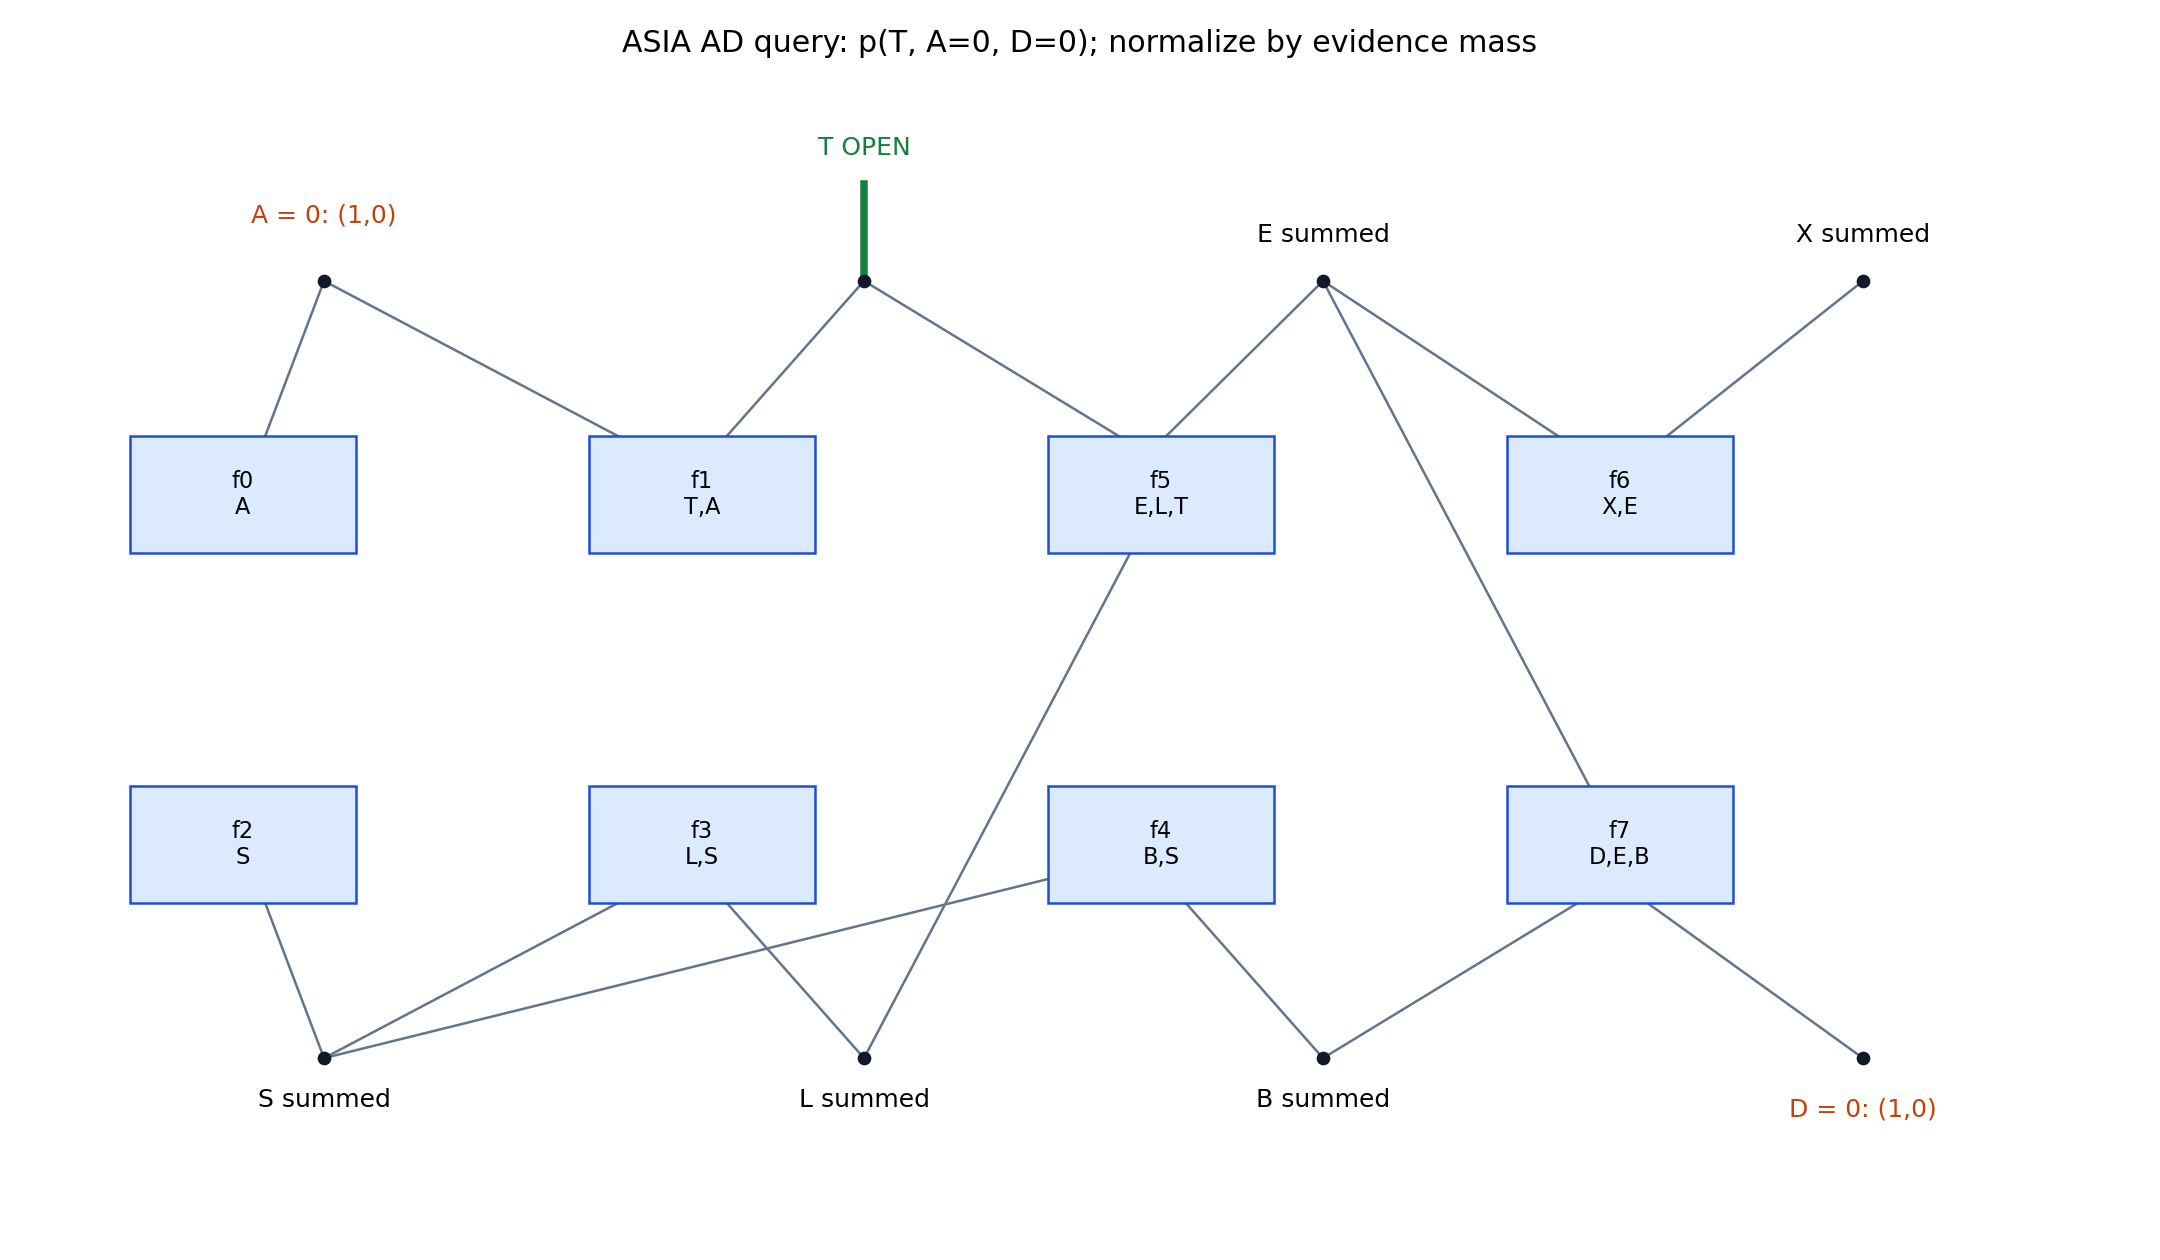 ASIA AD query: p(T, A=0, D=0); normalize by evidence mass
T OPEN
A = 0: (1,0)
E summed
X summed
f0
A
f1
T,A
f5
E,L,T
f6
X,E
f2
S
f3
L,S
f4
B,S
f7
D,E,B
S summed
L summed
B summed
D = 0: (1,0)